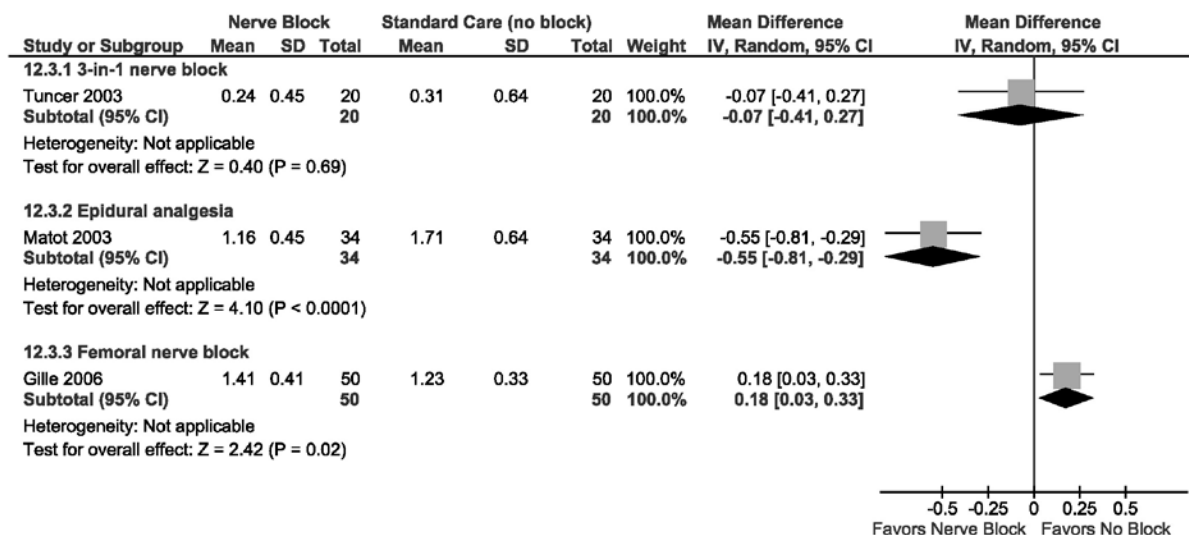 Nerve Block Standard Care (no block) Mean Difference Mean Difference
Study or Subgroup Mean SD Total Mean SD Total Weight IV, Random, 95% CI IV, Random, 95% CI
12.3.1 3-in-1 nerve block
Tuncer 2003 0.24 0.45 20 0.31 0.64 20 100.0% -0.07 [-0.41, 0.27]
Subtotal (95% CI) 20 20 100.0% -0.07 [-0.41, 0.27]
Heterogeneity: Not applicable
Test for overall effect: Z = 0.40 (P = 0.69)
12.3.2 Epidural analgesia
Matot 2003 1.16 0.45 34 1.71 0.64 34 100.0% -0.55 [-0.81, -0.29]
Subtotal (95% CI) 34 34 100.0% -0.55 [-0.81, -0.29]
Heterogeneity: Not applicable
Test for overall effect: Z = 4.10 (P < 0.0001)
12.3.3 Femoral nerve block
Gille 2006 1.41 0.41 50 1.23 0.33 50 100.0% 0.18 [0.03, 0.33]
Subtotal (95% CI) 50 50 100.0% 0.18 [0.03, 0.33]
Heterogeneity: Not applicable
Test for overall effect: Z = 2.42 (P = 0.02)
-0.5 -0.25 0 0.25 0.5
Favors Nerve Block Favors No Block